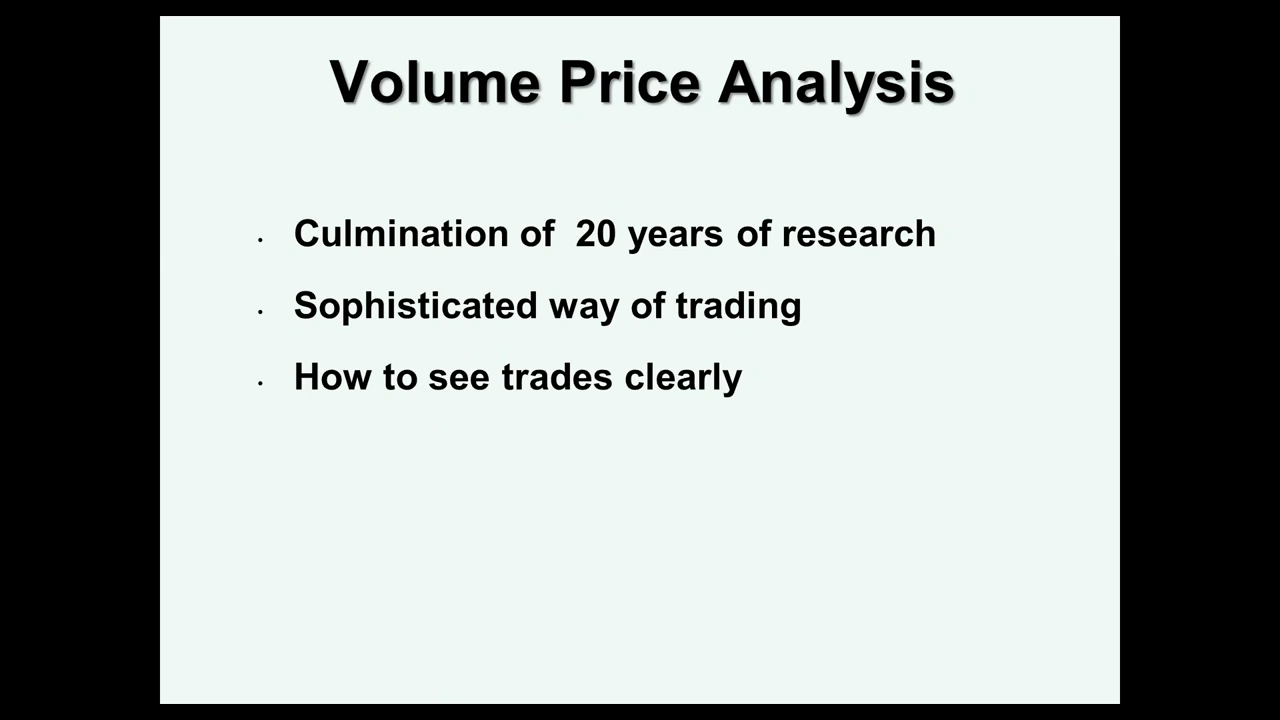 Volume Price Analysis
· Culmination of  20 years of research
· Sophisticated way of trading
· How to see trades clearly